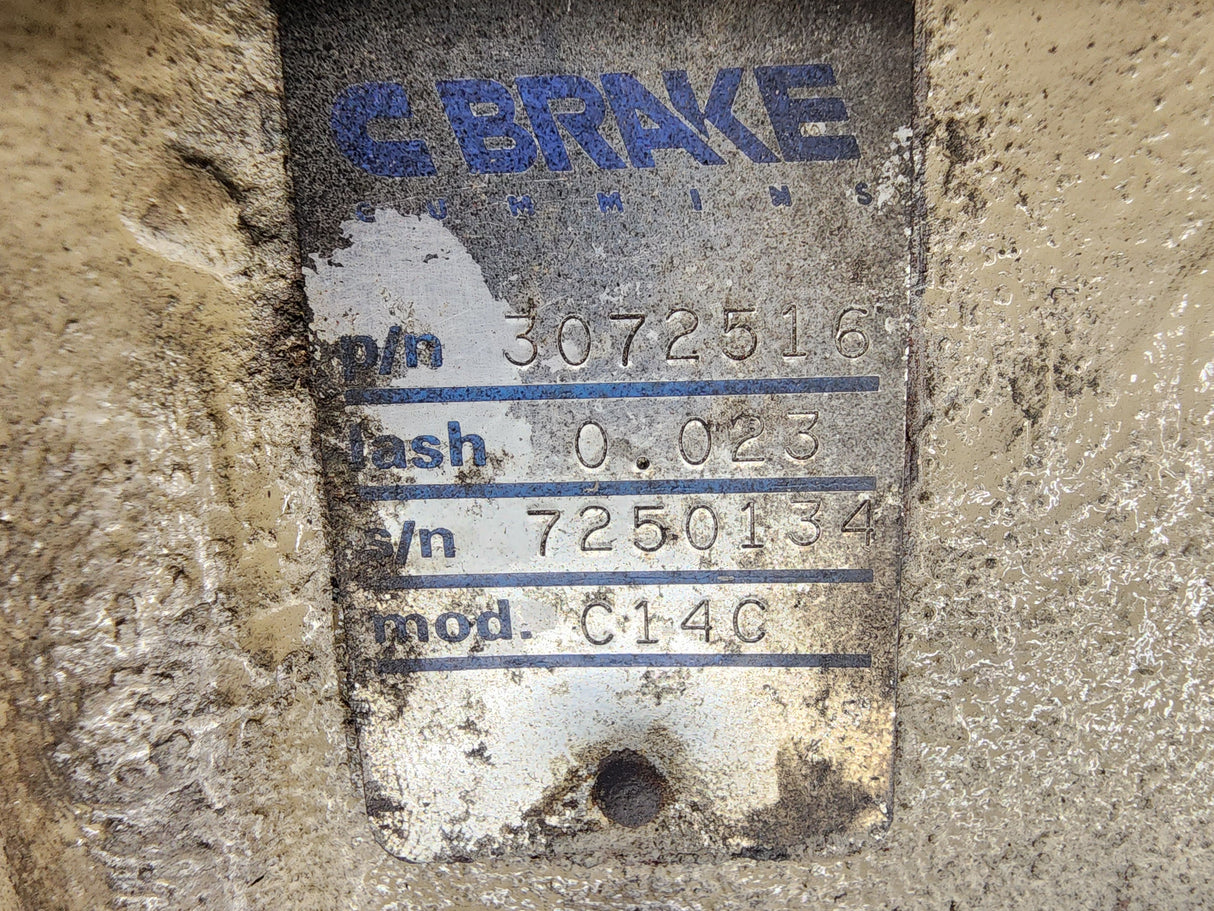 C BRAKE
CUMMINS
p/n 3072516
lash 0.023
s/n 7250134
mod. C14C